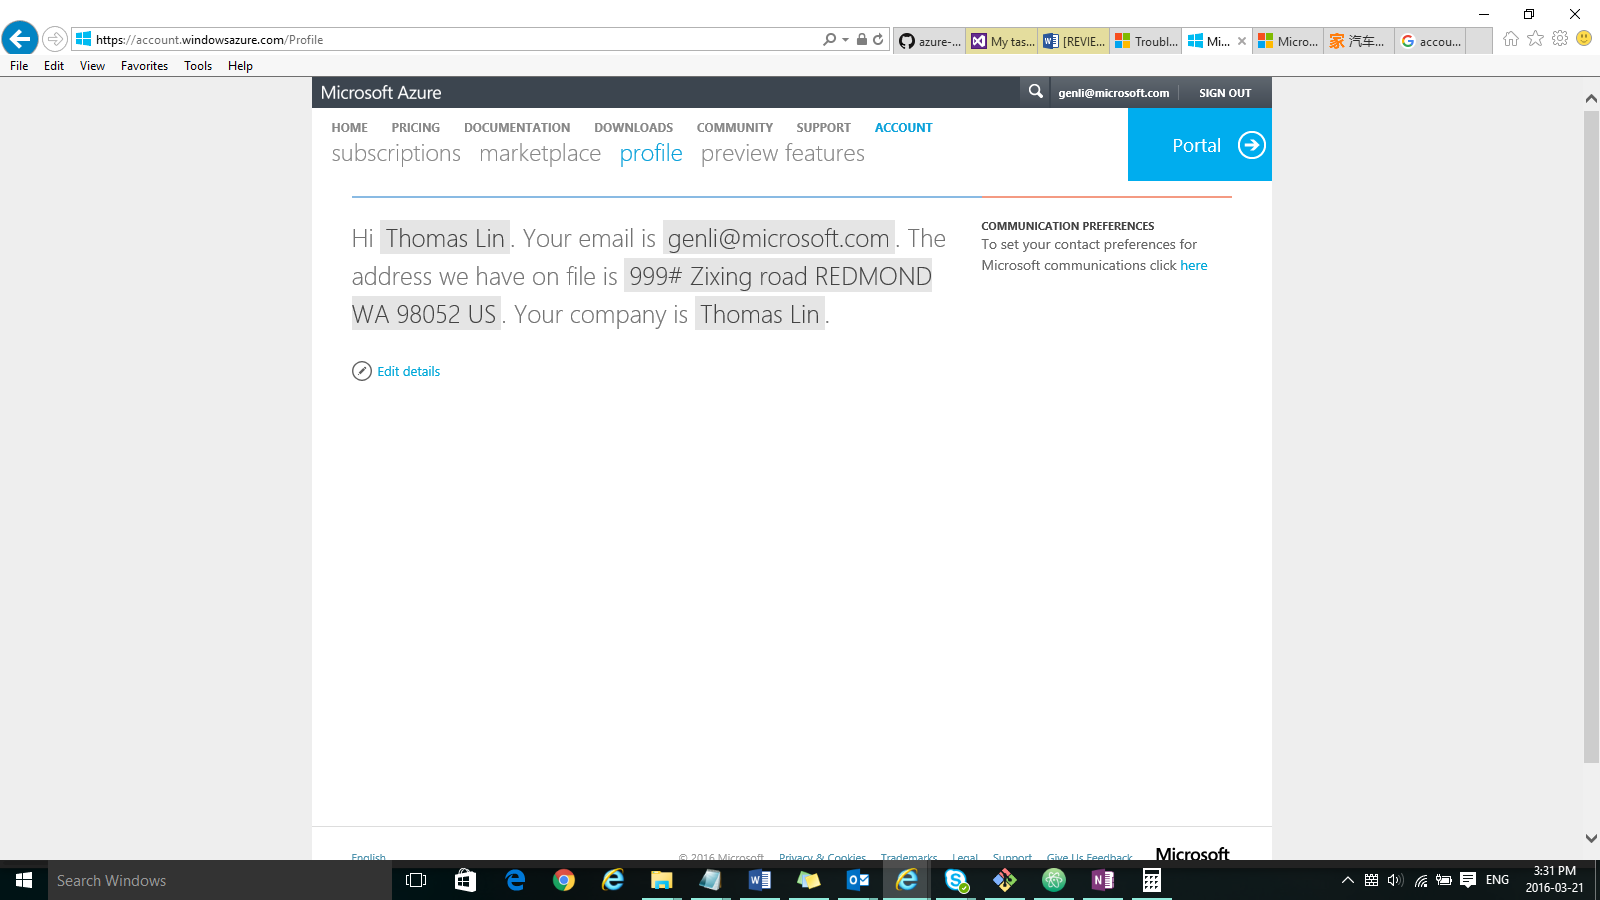 https://account.windowsazure.com/Profile
azure-...
My tas...
[REVIE...
Troubl...
Mi...
Micro...
汽车...
accou...
File Edit View Favorites Tools Help
Microsoft Azure
genli@microsoft.com
SIGN OUT
HOME PRICING DOCUMENTATION DOWNLOADS COMMUNITY SUPPORT ACCOUNT
subscriptions marketplace profile preview features
Portal
Hi Thomas Lin. Your email is genli@microsoft.com. The
address we have on file is 999# Zixing road REDMOND
WA 98052 US. Your company is Thomas Lin.
Edit details
COMMUNICATION PREFERENCES
To set your contact preferences for
Microsoft communications click here
English
© 2016 Microsoft Privacy & Cookies Trademarks Legal Support Give Us Feedback
Microsoft
Search Windows
ENG
3:31 PM
2016-03-21